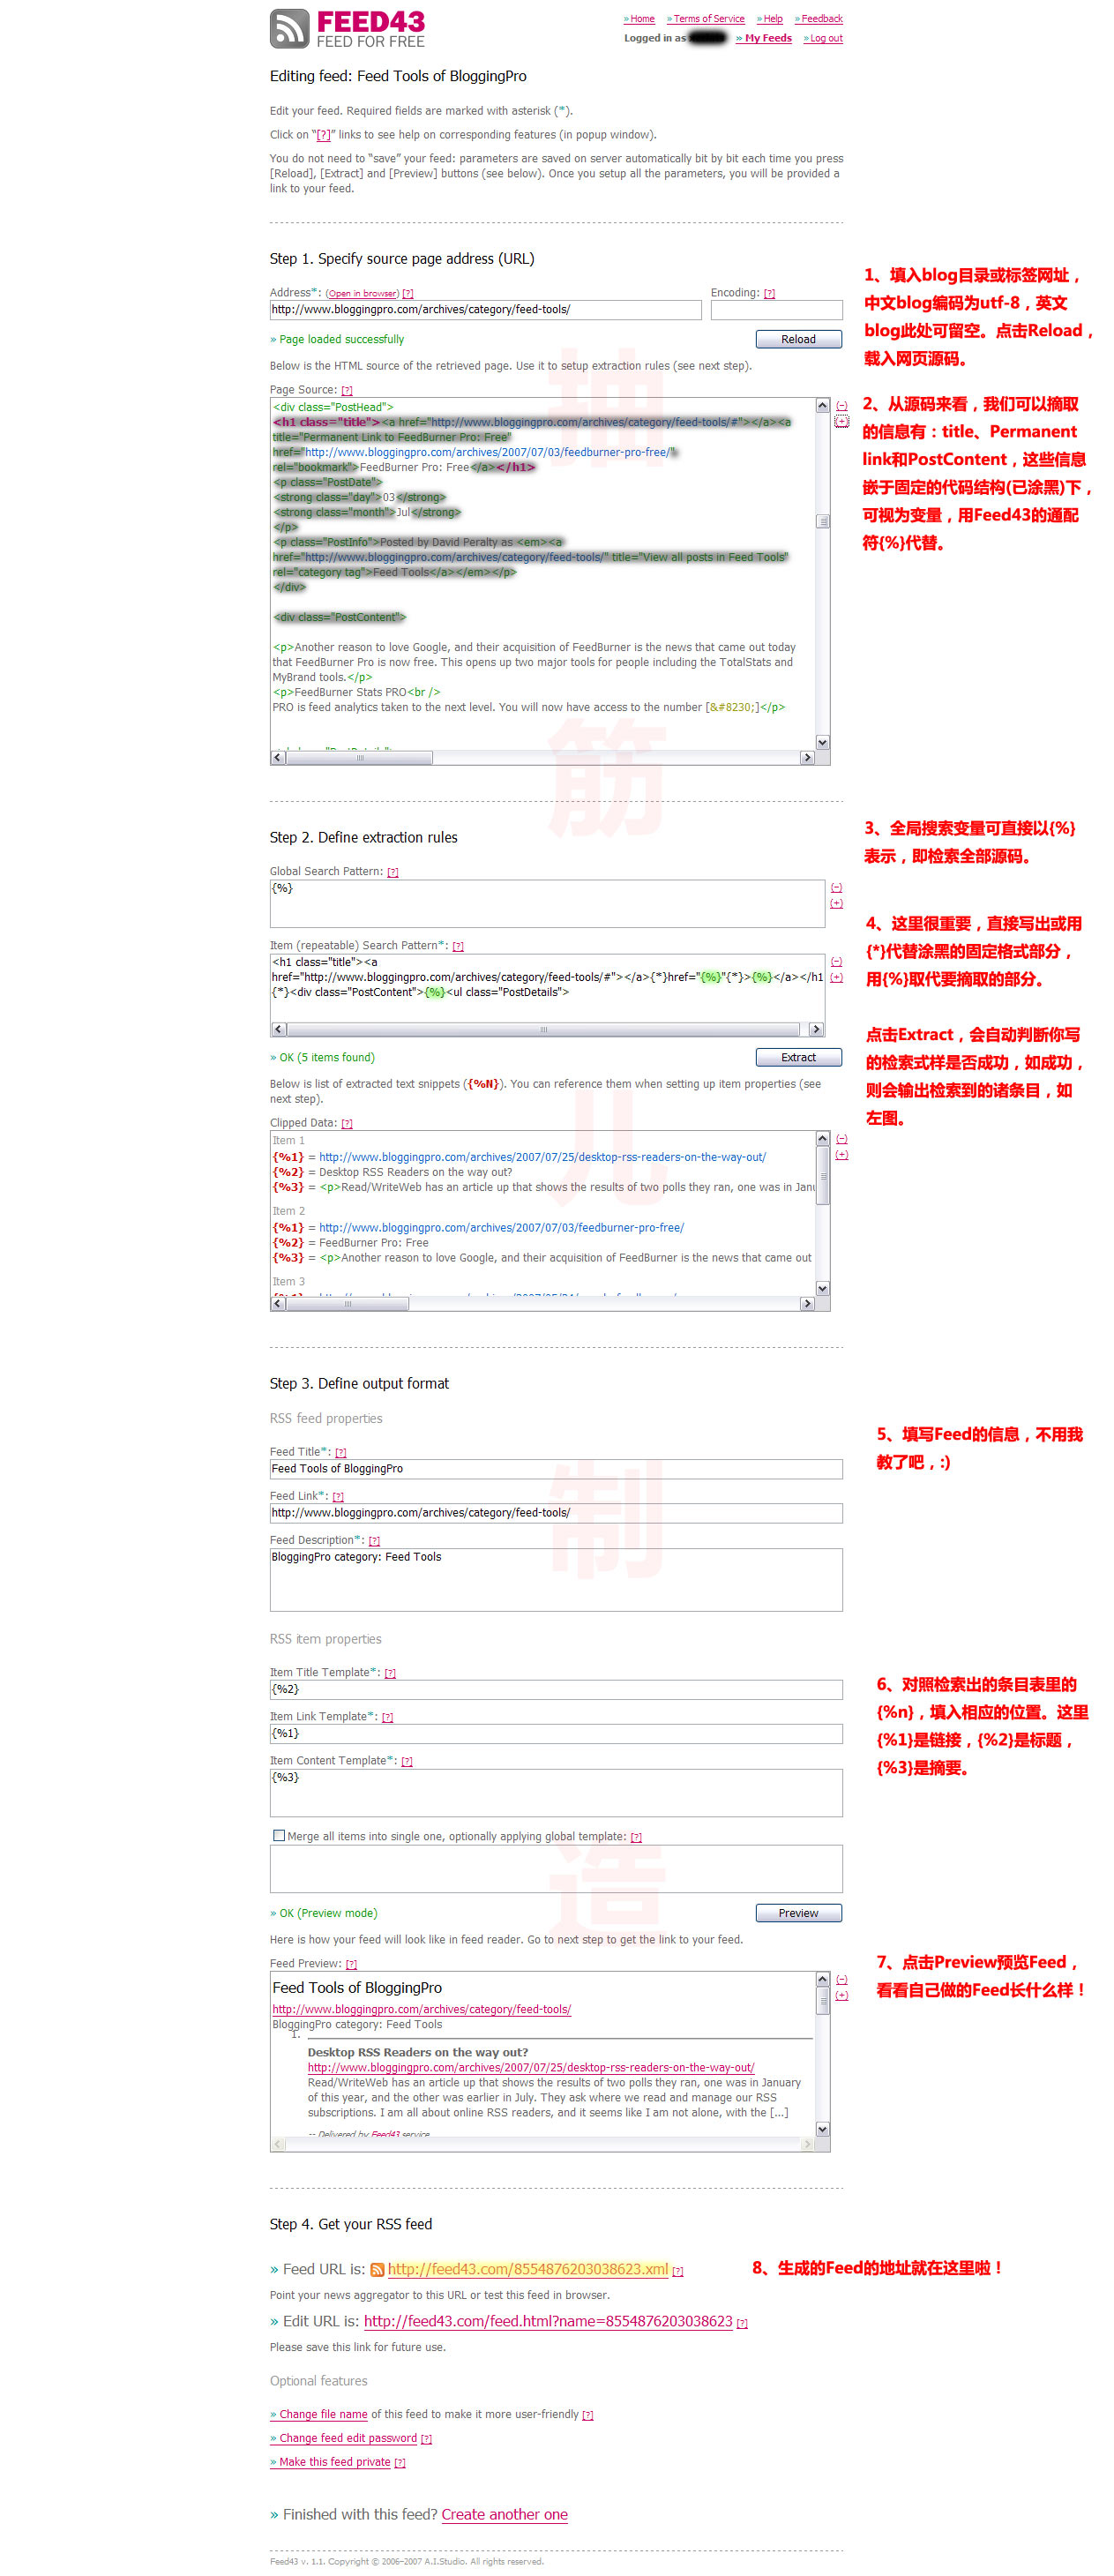 FEED43
FEED FOR FREE
» Home » Terms of Service » Help » Feedback
Logged in as » My Feeds » Log out
Editing feed: Feed Tools of BloggingPro
Edit your feed. Required fields are marked with asterisk (*).
Click on “[?]” links to see help on corresponding features (in popup window).
You do not need to “save” your feed: parameters are saved on server automatically bit by bit each time you press
[Reload], [Extract] and [Preview] buttons (see below). Once you setup all the parameters, you will be provided a
link to your feed.
Step 1. Specify source page address (URL)
Address*: (Open in browser) [?] Encoding: [?]
http://www.bloggingpro.com/archives/category/feed-tools/
» Page loaded successfully Reload
Below is the HTML source of the retrieved page. Use it to setup extraction rules (see next step).
1、填入blog目录或标签网址，
中文blog编码为utf-8，英文
blog此处可留空。点击Reload，
载入网页源码。
Page Source: [?]
<div class="PostHead">
<h1 class="title"><a href="http://www.bloggingpro.com/archives/category/feed-tools/#"></a><a
title="Permanent Link to FeedBurner Pro: Free"
href="http://www.bloggingpro.com/archives/2007/07/03/feedburner-pro-free/"
rel="bookmark">FeedBurner Pro: Free</a></h1>
<p class="PostDate">
<strong class="day">03</strong>
<strong class="month">Jul</strong>
</p>
<p class="PostInfo">Posted by David Peralty as <em><a
href="http://www.bloggingpro.com/archives/category/feed-tools/" title="View all posts in Feed Tools"
rel="category tag">Feed Tools</a></em></p>
</div>
<div class="PostContent">
<p>Another reason to love Google, and their acquisition of FeedBurner is the news that came out today
that FeedBurner Pro is now free. This opens up two major tools for people including the TotalStats and
MyBrand tools.</p>
<p>FeedBurner Stats PRO<br />
PRO is feed analytics taken to the next level. You will now have access to the number [&#8230;]</p>
(−)
(+)
2、从源码来看，我们可以摘取
的信息有：title、Permanent
link和PostContent，这些信息
嵌于固定的代码结构(已涂黑)下，
可视为变量，用Feed43的通配
符{%}代替。
Step 2. Define extraction rules
Global Search Pattern: [?]
{%}
(−)
(+)
3、全局搜索变量可直接以{%}
表示，即检索全部源码。
Item (repeatable) Search Pattern*: [?]
<h1 class="title"><a
href="http://www.bloggingpro.com/archives/category/feed-tools/#"></a>{*}href="{%}"{*}>{%}</a></h1
{*}<div class="PostContent">{%}<ul class="PostDetails">
(−)
(+)
4、这里很重要，直接写出或用
{*}代替涂黑的固定格式部分，
用{%}取代要摘取的部分。
» OK (5 items found) Extract
Below is list of extracted text snippets ({%N}). You can reference them when setting up item properties (see
next step).
点击Extract，会自动判断你写
的检索式样是否成功，如成功，
则会输出检索到的诸条目，如
左图。
Clipped Data: [?]
Item 1
{%1} = http://www.bloggingpro.com/archives/2007/07/25/desktop-rss-readers-on-the-way-out/
{%2} = Desktop RSS Readers on the way out?
{%3} = <p>Read/WriteWeb has an article up that shows the results of two polls they ran, one was in Janu
Item 2
{%1} = http://www.bloggingpro.com/archives/2007/07/03/feedburner-pro-free/
{%2} = FeedBurner Pro: Free
{%3} = <p>Another reason to love Google, and their acquisition of FeedBurner is the news that came out
Item 3
(−)
(+)
Step 3. Define output format
RSS feed properties
Feed Title*: [?]
Feed Tools of BloggingPro
Feed Link*: [?]
http://www.bloggingpro.com/archives/category/feed-tools/
Feed Description*: [?]
BloggingPro category: Feed Tools
5、填写Feed的信息，不用我
教了吧，:)
RSS item properties
Item Title Template*: [?]
{%2}
Item Link Template*: [?]
{%1}
Item Content Template*: [?]
{%3}
6、对照检索出的条目表里的
{%n}，填入相应的位置。这里
{%1}是链接，{%2}是标题，
{%3}是摘要。
Merge all items into single one, optionally applying global template: [?]
» OK (Preview mode) Preview
Here is how your feed will look like in feed reader. Go to next step to get the link to your feed.
Feed Preview: [?]
Feed Tools of BloggingPro
http://www.bloggingpro.com/archives/category/feed-tools/
BloggingPro category: Feed Tools
1.
Desktop RSS Readers on the way out?
http://www.bloggingpro.com/archives/2007/07/25/desktop-rss-readers-on-the-way-out/
Read/WriteWeb has an article up that shows the results of two polls they ran, one was in January
of this year, and the other was earlier in July. They ask where we read and manage our RSS
subscriptions. I am all about online RSS readers, and it seems like I am not alone, with the [...]
-- Delivered by Feed43 service
(−)
(+)
7、点击Preview预览Feed，
看看自己做的Feed长什么样！
Step 4. Get your RSS feed
» Feed URL is: http://feed43.com/8554876203038623.xml [?]
8、生成的Feed的地址就在这里啦！
Point your news aggregator to this URL or test this feed in browser.
» Edit URL is: http://feed43.com/feed.html?name=8554876203038623 [?]
Please save this link for future use.
Optional features
» Change file name of this feed to make it more user-friendly [?]
» Change feed edit password [?]
» Make this feed private [?]
» Finished with this feed? Create another one
Feed43 v. 1.1. Copyright © 2006–2007 A.I.Studio. All rights reserved.
抽
筋
儿
制
造